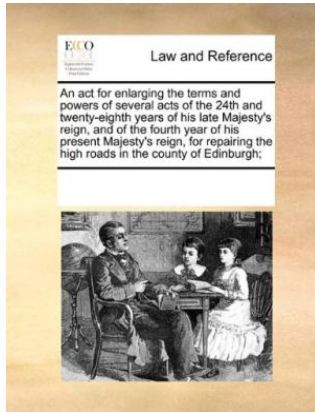 ECCO
Law and Reference
An act for enlarging the terms and
powers of several acts of the 24th and
twenty-eighth years of his late Majesty's
reign, and of the fourth year of his
present Majesty's reign, for repairing the
high roads in the county of Edinburgh;